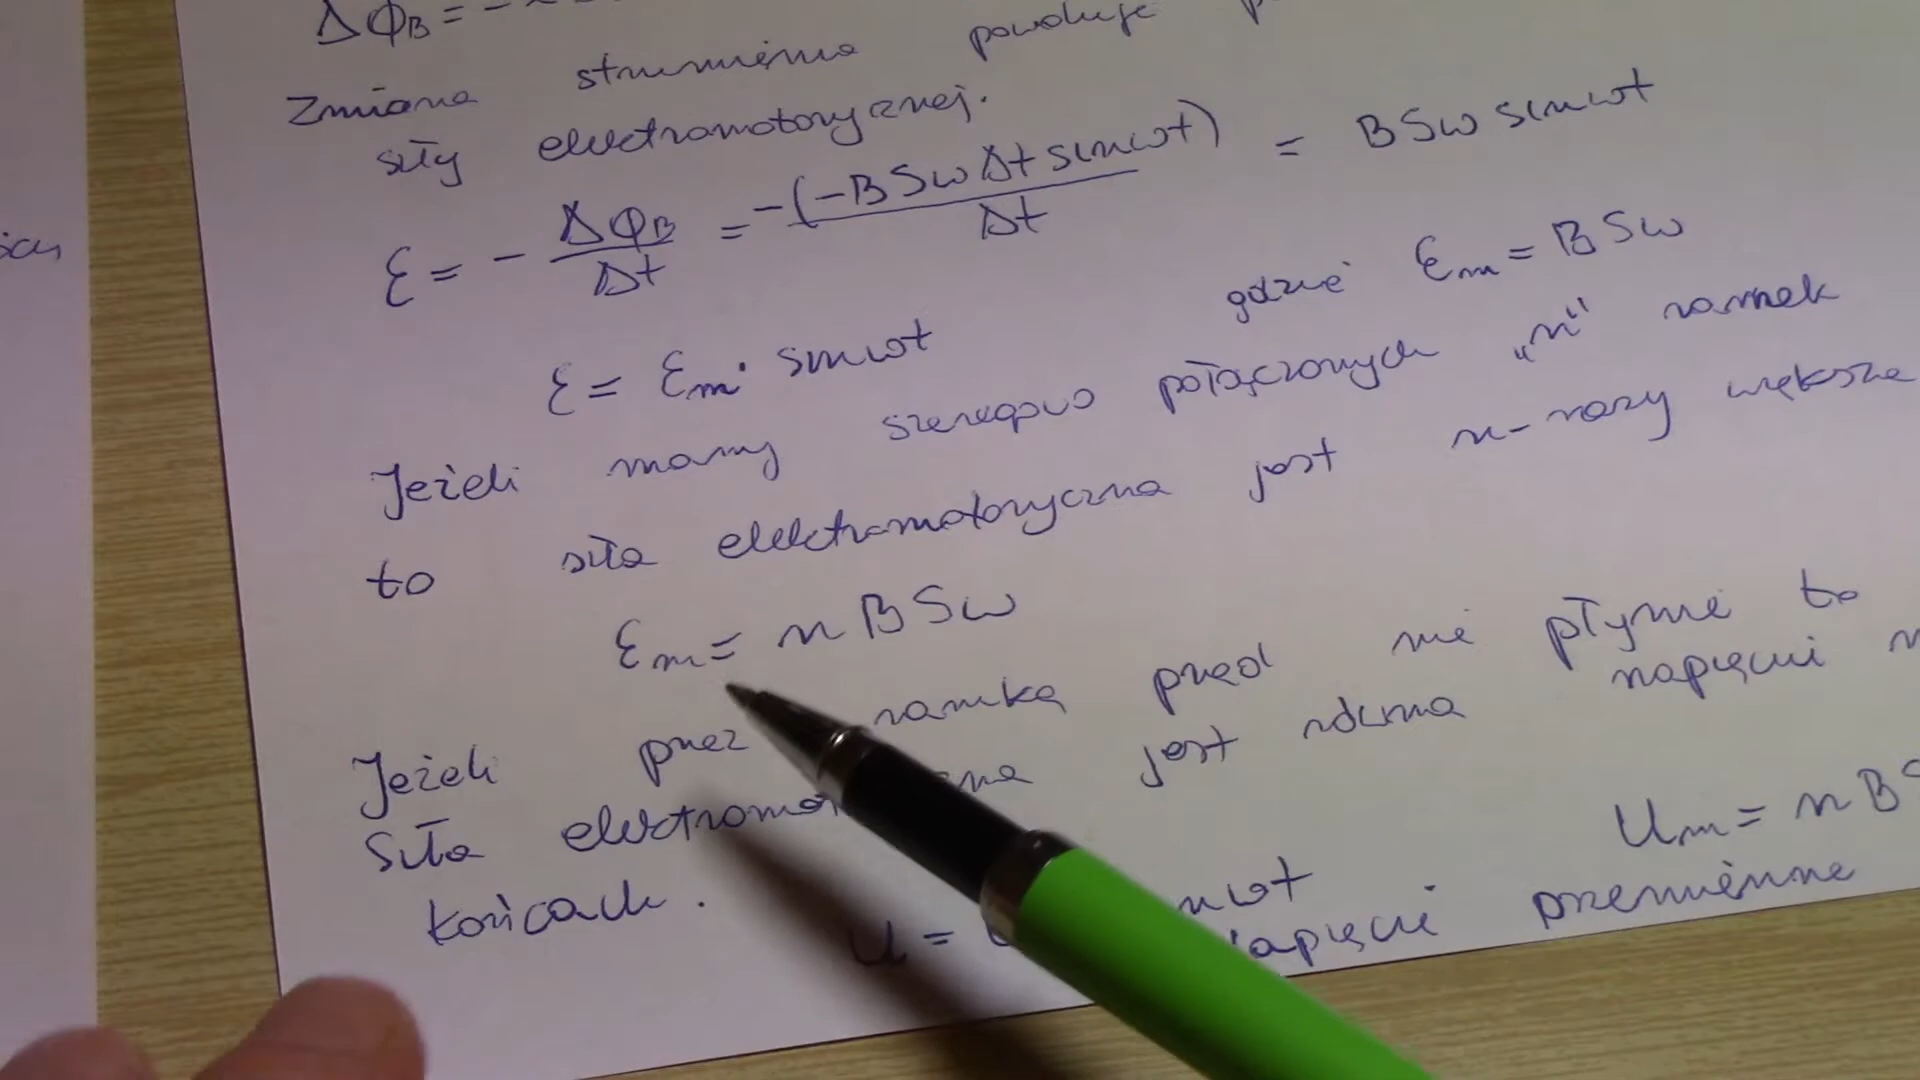 ΔΦB = -
Zmiana strumienia powoduje
siły elektromotorycznej.
ε = - ΔΦB/Δt = -(-BSωΔt sinωt)/Δt = BSω sinωt
ε = εm · sinωt gdzie εm = BSω
Jeżeli mamy szeregowo połączonych „n" ramek
to siła elektromotoryczna jest n-razy większa
εm = nBSω
Jeżeli przez ramkę prąd nie płynie to
siła jest równa napięciu
końcach. Um = nBS
U = sinωt napięcie przemienne